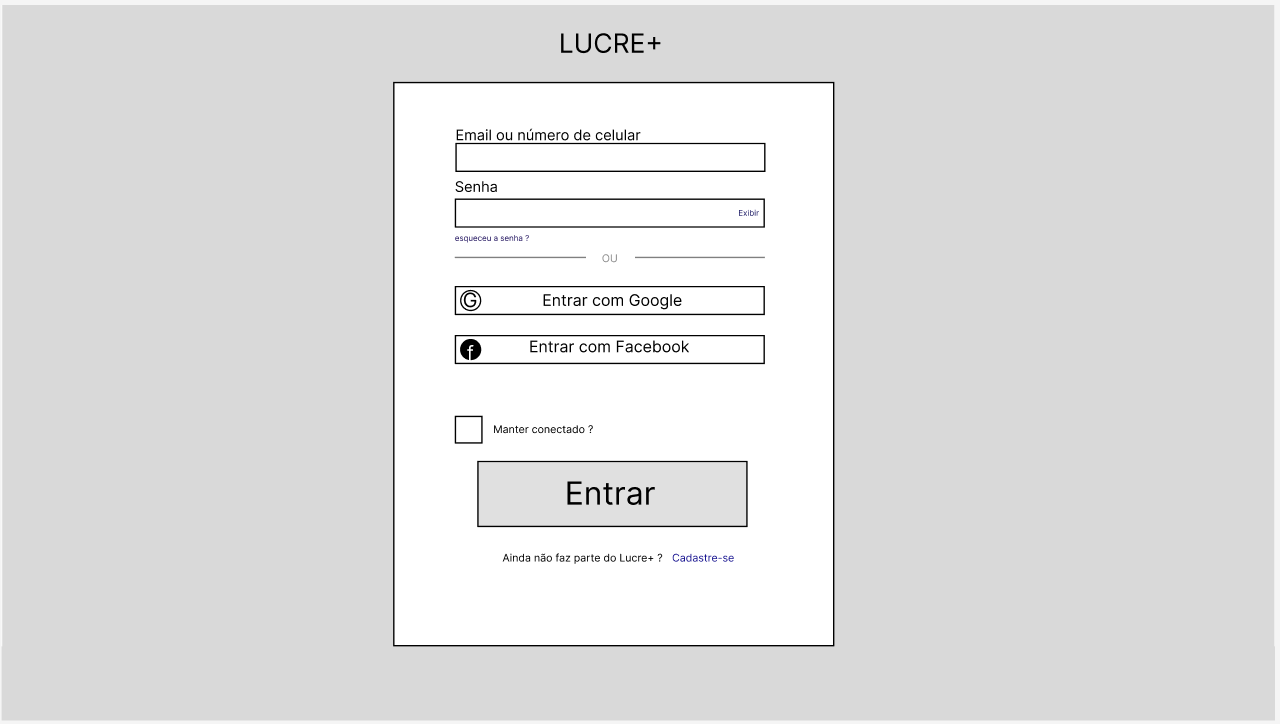 LUCRE+
Email ou número de celular
Senha
Exibir
esqueceu a senha ?
OU
G Entrar com Google
f Entrar com Facebook
Manter conectado ?
Entrar
Ainda não faz parte do Lucre+ ? Cadastre-se